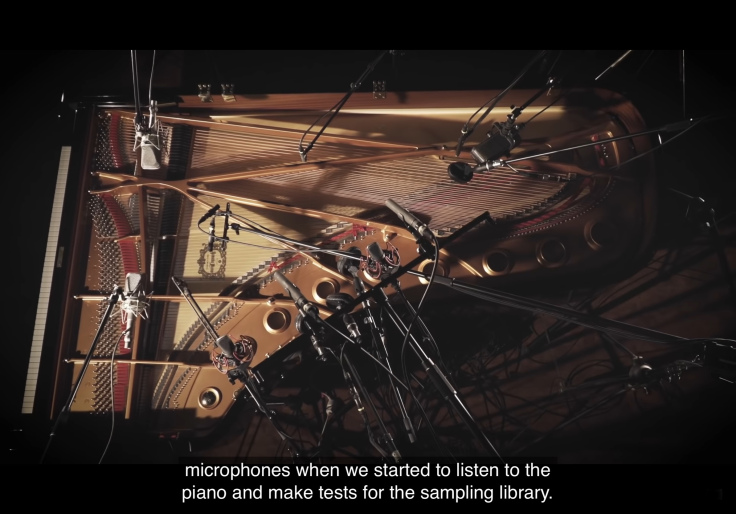 microphones when we started to listen to the
piano and make tests for the sampling library.